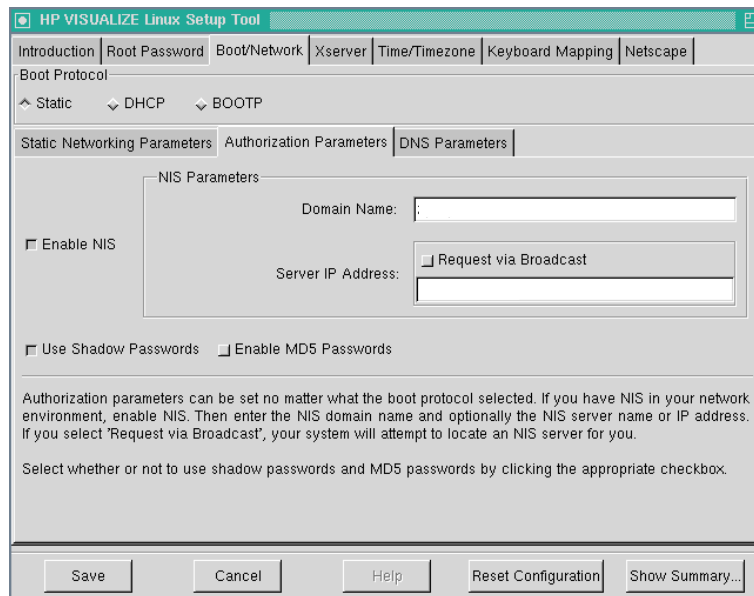 HP VISUALIZE Linux Setup Tool
Introduction Root Password Boot/Network Xserver Time/Timezone Keyboard Mapping Netscape
Boot Protocol
Static DHCP BOOTP
Static Networking Parameters Authorization Parameters DNS Parameters
NIS Parameters
Domain Name:
Enable NIS
Request via Broadcast
Server IP Address:
Use Shadow Passwords Enable MD5 Passwords
Authorization parameters can be set no matter what the boot protocol selected. If you have NIS in your network
environment, enable NIS. Then enter the NIS domain name and optionally the NIS server name or IP address.
If you select 'Request via Broadcast', your system will attempt to locate an NIS server for you.
Select whether or not to use shadow passwords and MD5 passwords by clicking the appropriate checkbox.
Save Cancel Help Reset Configuration Show Summary...